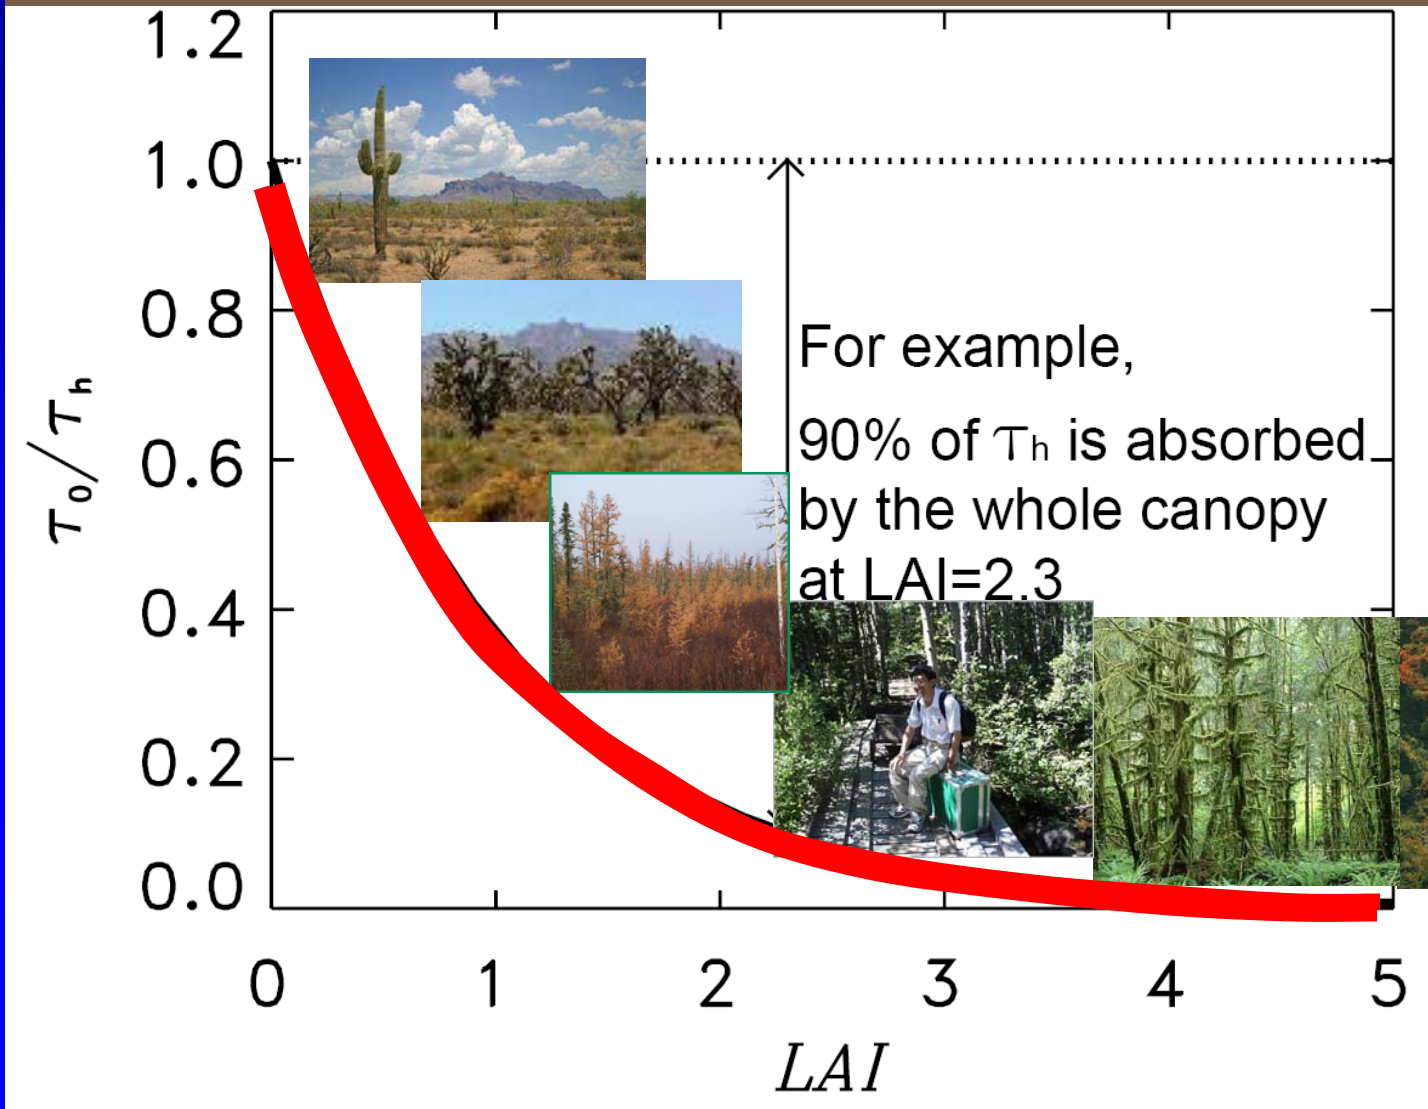 1.2
1.0
0.8
0.6
0.4
0.2
0.0
τ₀/τₕ
For example,
90% of τh is absorbed
by the whole canopy
at LAI=2.3
0 1 2 3 4 5
LAI